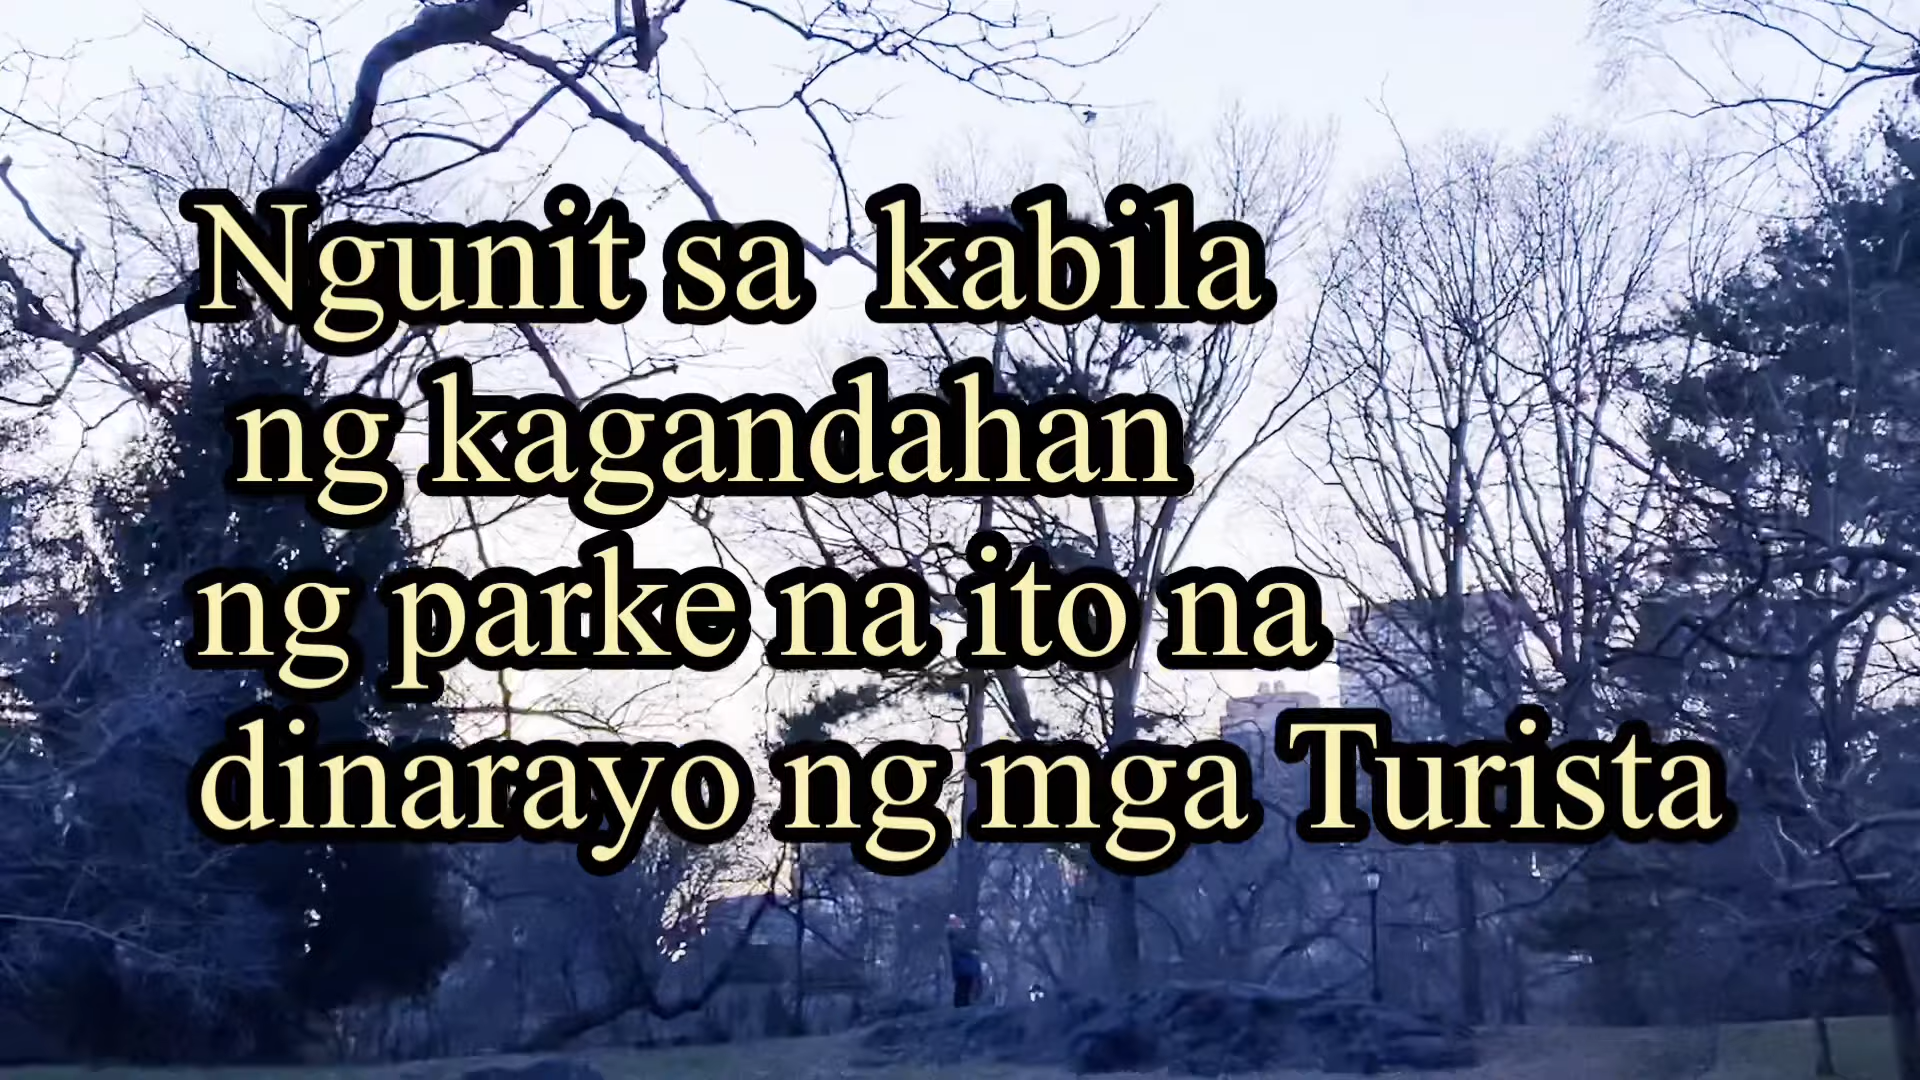 Ngunit sa kabila
ng kagandahan
ng parke na ito na
dinarayo ng mga Turista